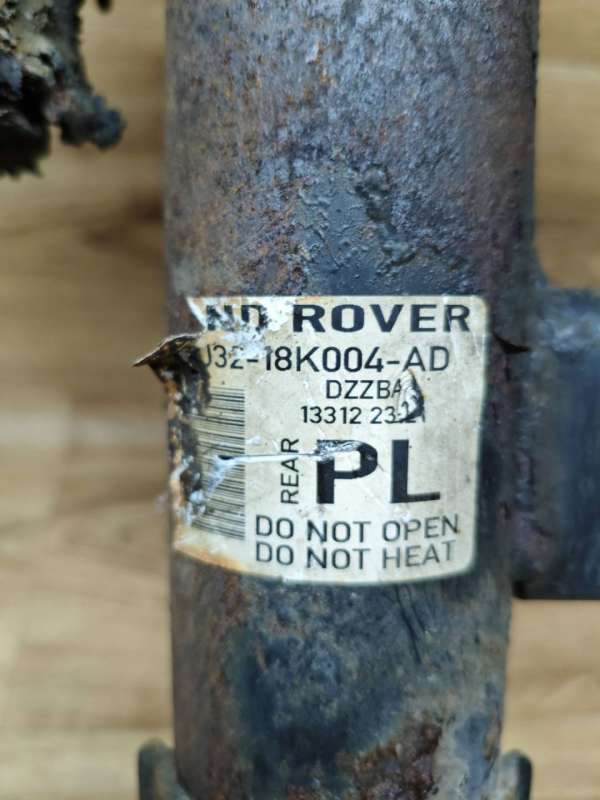 ND ROVER
J32-18K004-AD
DZZBA
13312 23:21
REAR
PL
DO NOT OPEN
DO NOT HEAT